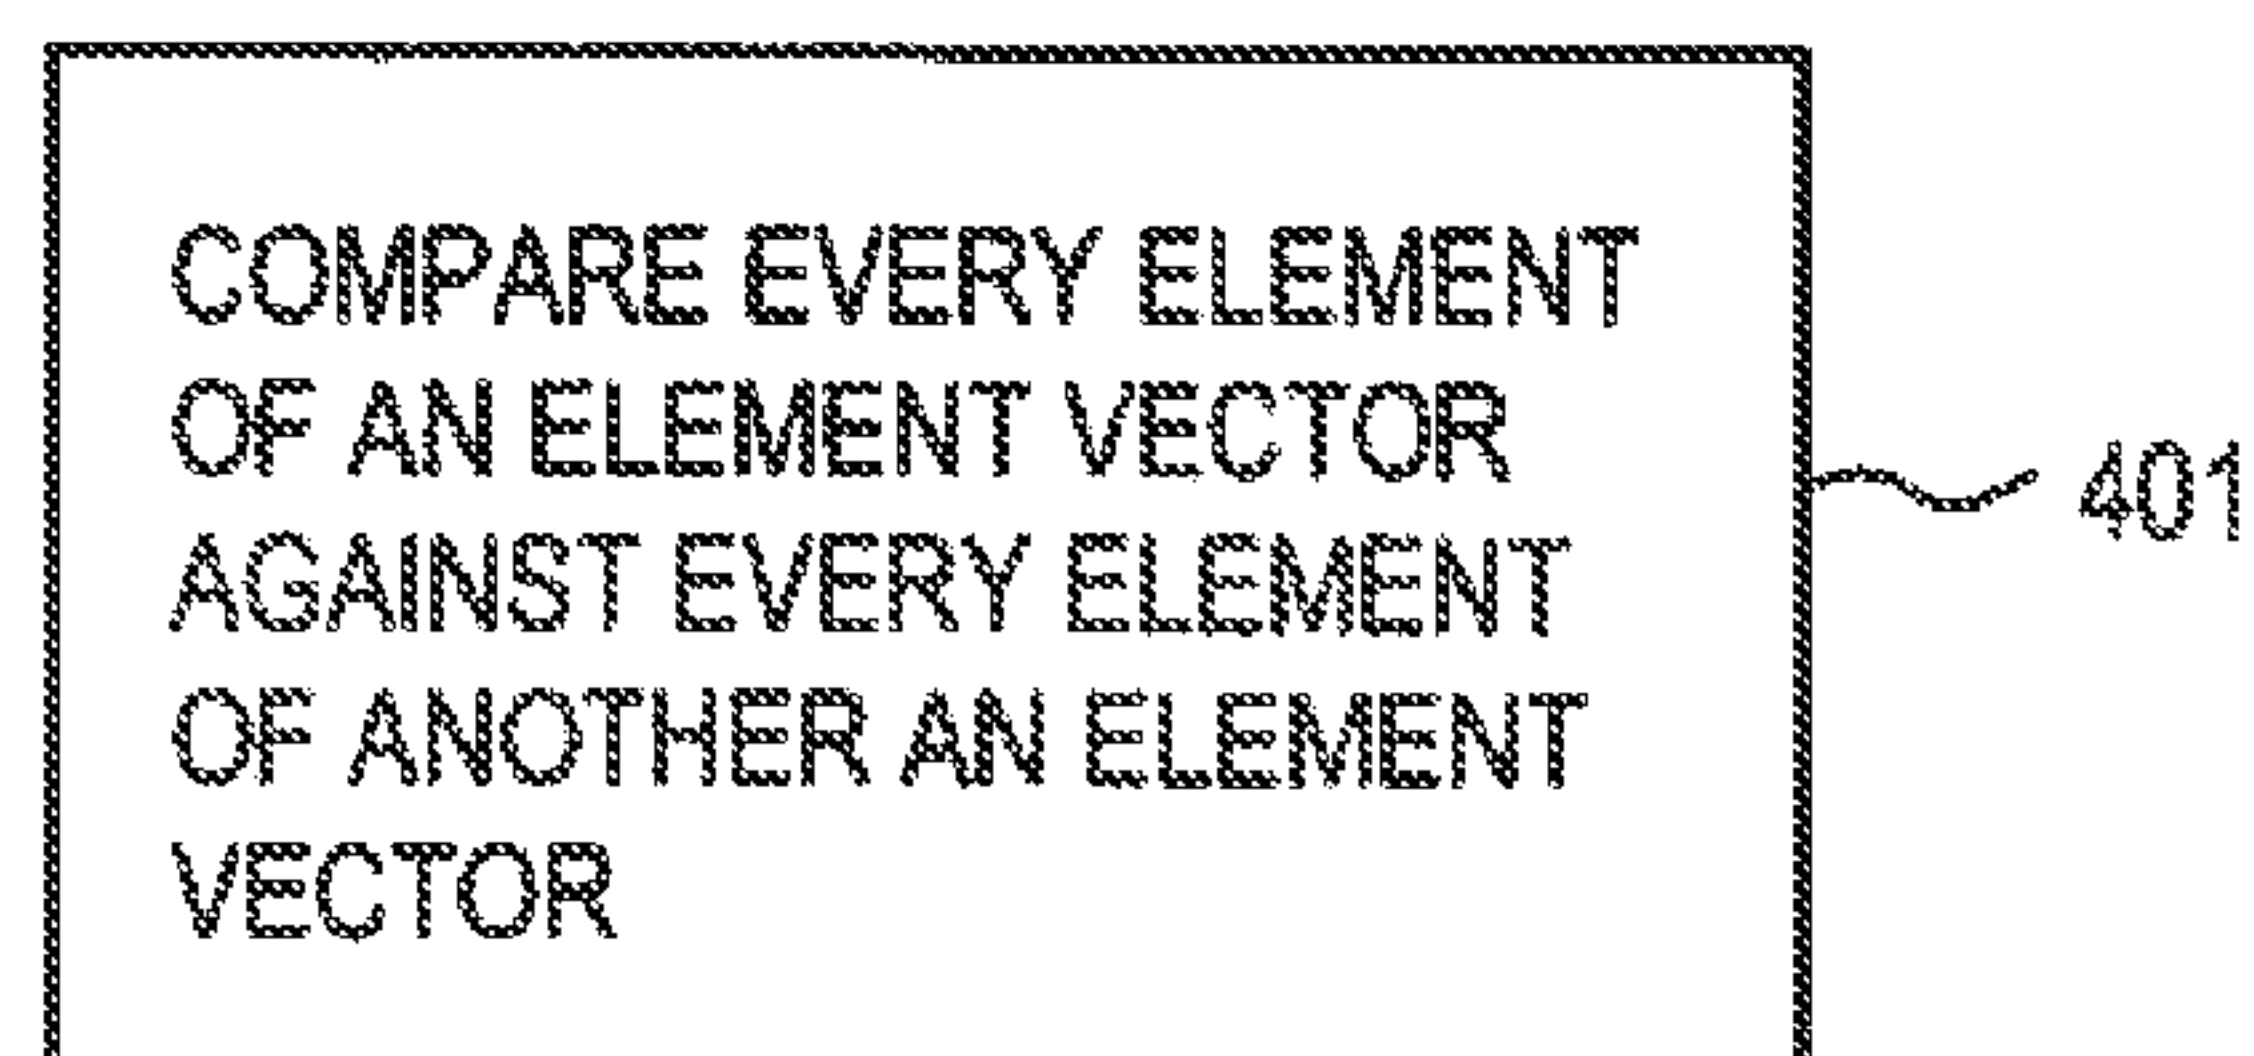 COMPARE EVERY ELEMENT
OF AN ELEMENT VECTOR
AGAINST EVERY ELEMENT
OF ANOTHER AN ELEMENT
VECTOR
401